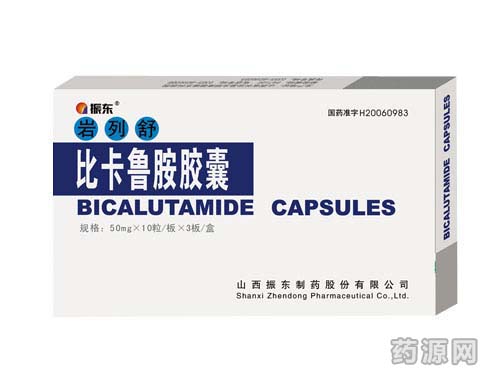 振东®
国药准字H20060983
岩列舒
比卡鲁胺胶囊
BICALUTAMIDE CAPSULES
规格：50mg×10粒/板×3板/盒
山西振东制药股份有限公司
Shanxi Zhendong Pharmaceutical Co.,Ltd.
BICALUTAMIDE CAPSULES
药源网